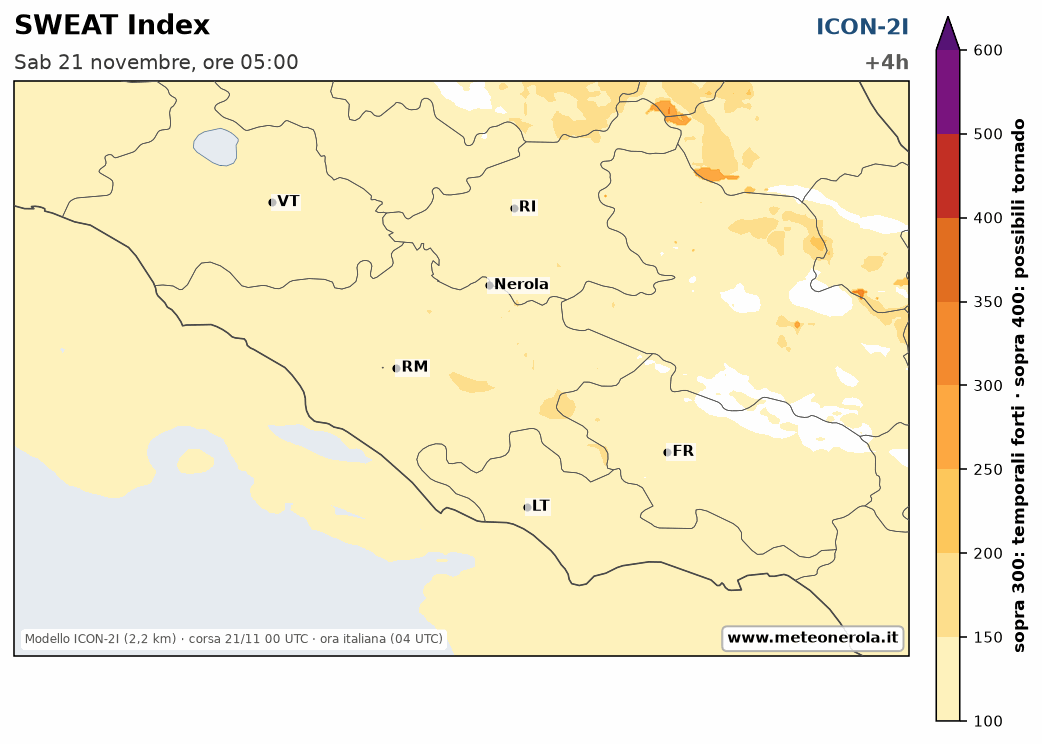 SWEAT Index
ICON-2I
Sab 21 novembre, ore 05:00
+4h
VT
RI
Nerola
RM
FR
LT
Modello ICON-2I (2,2 km) · corsa 21/11 00 UTC · ora italiana (04 UTC)
www.meteonerola.it
600
500
400
350
300
250
200
150
100
sopra 300: temporali forti · sopra 400: possibili tornado